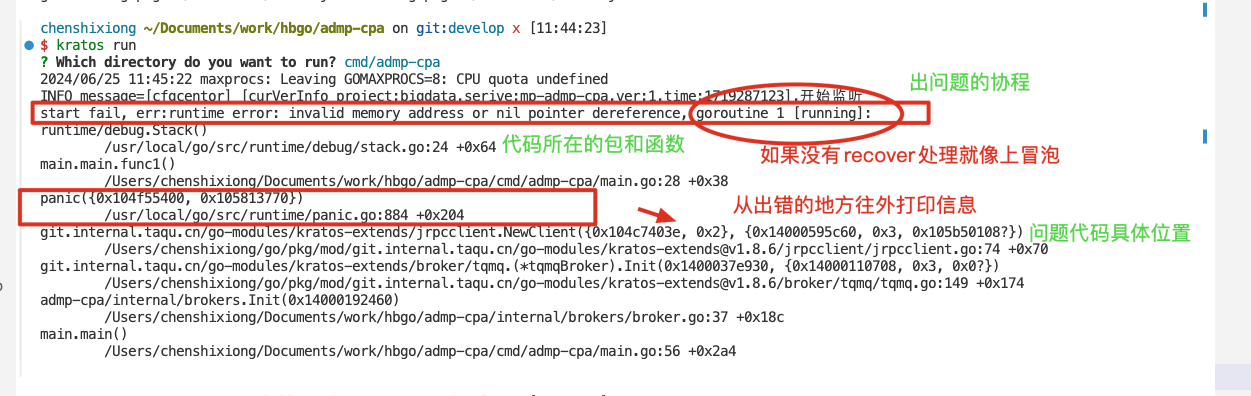 chenshixiong ~/Documents/work/hbgo/admp-cpa on git:develop x [11:44:23]
$ kratos run
? Which directory do you want to run? cmd/admp-cpa
2024/06/25 11:45:22 maxprocs: Leaving GOMAXPROCS=8: CPU quota undefined
出问题的协程
INFO message=[cfgcentor] [curVerInfo project:bigdata,serive:mp-admp-cpa,ver:1,time:1719287123],开始监听
start fail, err:runtime error: invalid memory address or nil pointer dereference, goroutine 1 [running]:
runtime/debug.Stack()
/usr/local/go/src/runtime/debug/stack.go:24 +0x64
代码所在的包和函数
如果没有recover处理就像上冒泡
main.main.func1()
/Users/chenshixiong/Documents/work/hbgo/admp-cpa/cmd/admp-cpa/main.go:28 +0x38
panic({0x104f55400, 0x105813770})
/usr/local/go/src/runtime/panic.go:884 +0x204
从出错的地方往外打印信息
git.internal.taqu.cn/go-modules/kratos-extends/jrpcclient.NewClient({0x104c7403e, 0x2}, {0x14000595c60, 0x3, 0x105b50108?})
问题代码具体位置
/Users/chenshixiong/go/pkg/mod/git.internal.taqu.cn/go-modules/kratos-extends@v1.8.6/jrpcclient/jrpcclient.go:74 +0x70
git.internal.taqu.cn/go-modules/kratos-extends/broker/tqmq.(*tqmqBroker).Init(0x1400037e930, {0x14000110708, 0x3, 0x0?})
/Users/chenshixiong/go/pkg/mod/git.internal.taqu.cn/go-modules/kratos-extends@v1.8.6/broker/tqmq/tqmq.go:149 +0x174
admp-cpa/internal/brokers.Init(0x14000192460)
/Users/chenshixiong/Documents/work/hbgo/admp-cpa/internal/brokers/broker.go:37 +0x18c
main.main()
/Users/chenshixiong/Documents/work/hbgo/admp-cpa/cmd/admp-cpa/main.go:56 +0x2a4